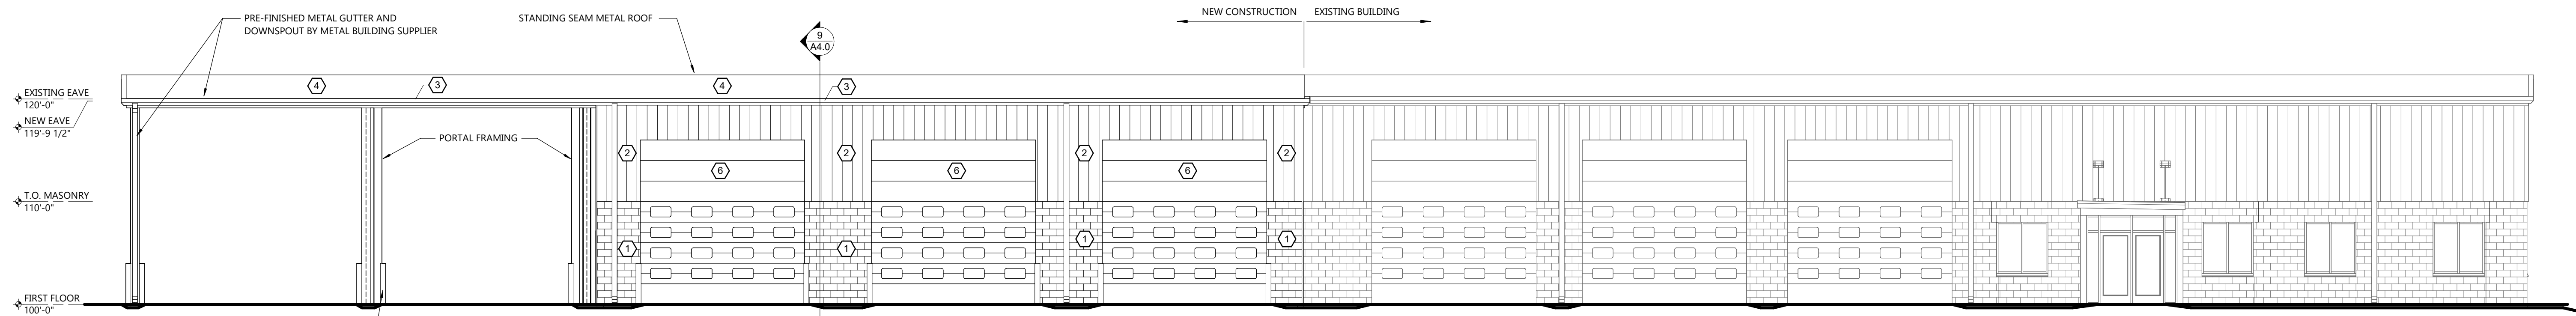 PRE-FINISHED METAL GUTTER AND
DOWNSPOUT BY METAL BUILDING SUPPLIER
STANDING SEAM METAL ROOF
9
A4.0
NEW CONSTRUCTION
EXISTING BUILDING
4
3
4
3
EXISTING EAVE
120'-0"
NEW EAVE
119'-9 1/2"
PORTAL FRAMING
2
2
2
2
6
6
6
T.O. MASONRY
110'-0"
1
1
1
1
FIRST FLOOR
100'-0"